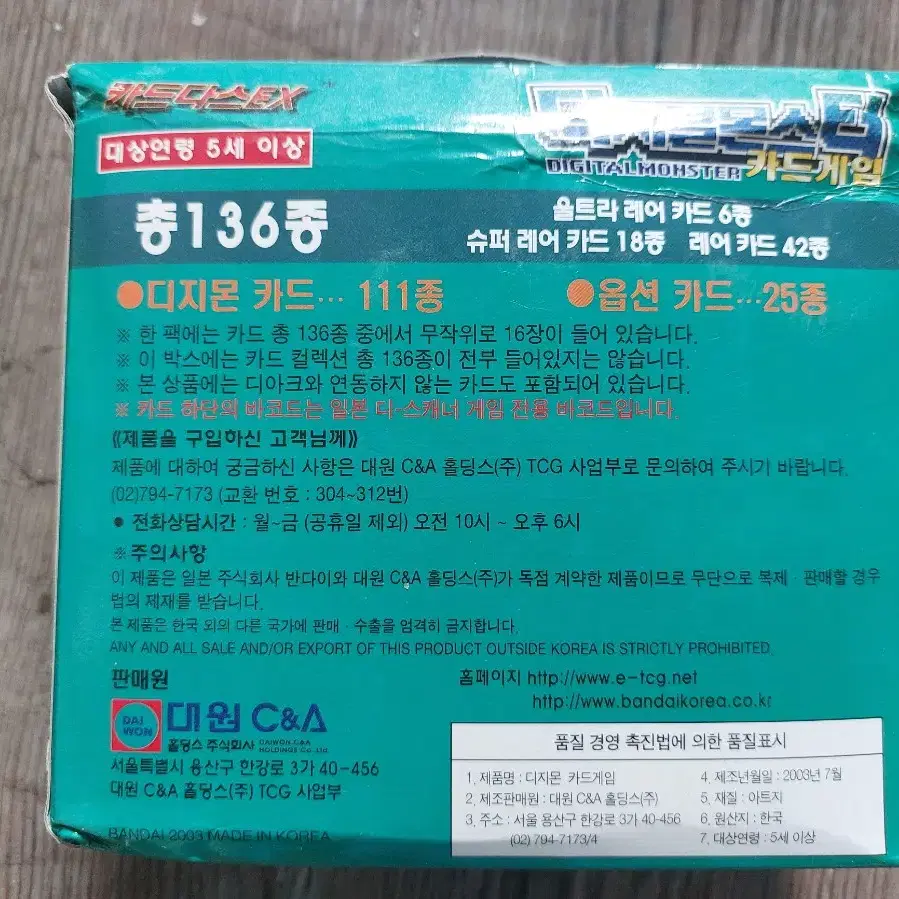 카드다스EX
대상연령 5세 이상
디지몬스터
DIGITALMONSTER 카드게임
총136종
울트라 레어 카드 6종
슈퍼 레어 카드 18종 레어 카드 42종
●디지몬 카드··· 111종 ●옵션 카드···25종
※ 한 팩에는 카드 총 136종 중에서 무작위로 16장이 들어 있습니다.
※ 이 박스에는 카드 컬렉션 총 136종이 전부 들어있지는 않습니다.
※ 본 상품에는 디아크와 연동하지 않는 카드도 포함되어 있습니다.
※ 카드 하단의 바코드는 일본 디-스캐너 게임 전용 바코드입니다.
《제품을 구입하신 고객님께》
제품에 대하여 궁금하신 사항은 대원 C&A 홀딩스(주) TCG 사업부로 문의하여 주시기 바랍니다.
(02)794-7173 (교환 번호 : 304~312번)
• 전화상담시간 : 월~금 (공휴일 제외) 오전 10시 ~ 오후 6시
※주의사항
이 제품은 일본 주식회사 반다이와 대원 C&A 홀딩스(주)가 독점 계약한 제품이므로 무단으로 복제 · 판매할 경우
법의 제재를 받습니다.
본 제품은 한국 외의 다른 국가에 판매 · 수출을 엄격히 금지합니다.
ANY AND ALL SALE AND/OR EXPORT OF THIS PRODUCT OUTSIDE KOREA IS STRICTLY PROHIBITED.
판매원
홈페이지 http://www.e-tcg.net
http://www.bandaikorea.co.kr
DAI WON
대원 C&A
홀딩스 주식회사 DAIWON C&A HOLDINGS Co.,Ltd.
서울특별시 용산구 한강로 3가 40-456
대원 C&A 홀딩스(주) TCG 사업부
BANDAI 2003 MADE IN KOREA
품질 경영 촉진법에 의한 품질표시
1. 제품명 : 디지몬 카드게임
2. 제조판매원 : 대원 C&A 홀딩스(주)
3. 주소 : 서울 용산구 한강로 3가 40-456
(02) 794-7173/4
4. 제조년월일 : 2003년 7월
5. 재질 : 아트지
6. 원산지 : 한국
7. 대상연령 : 5세 이상